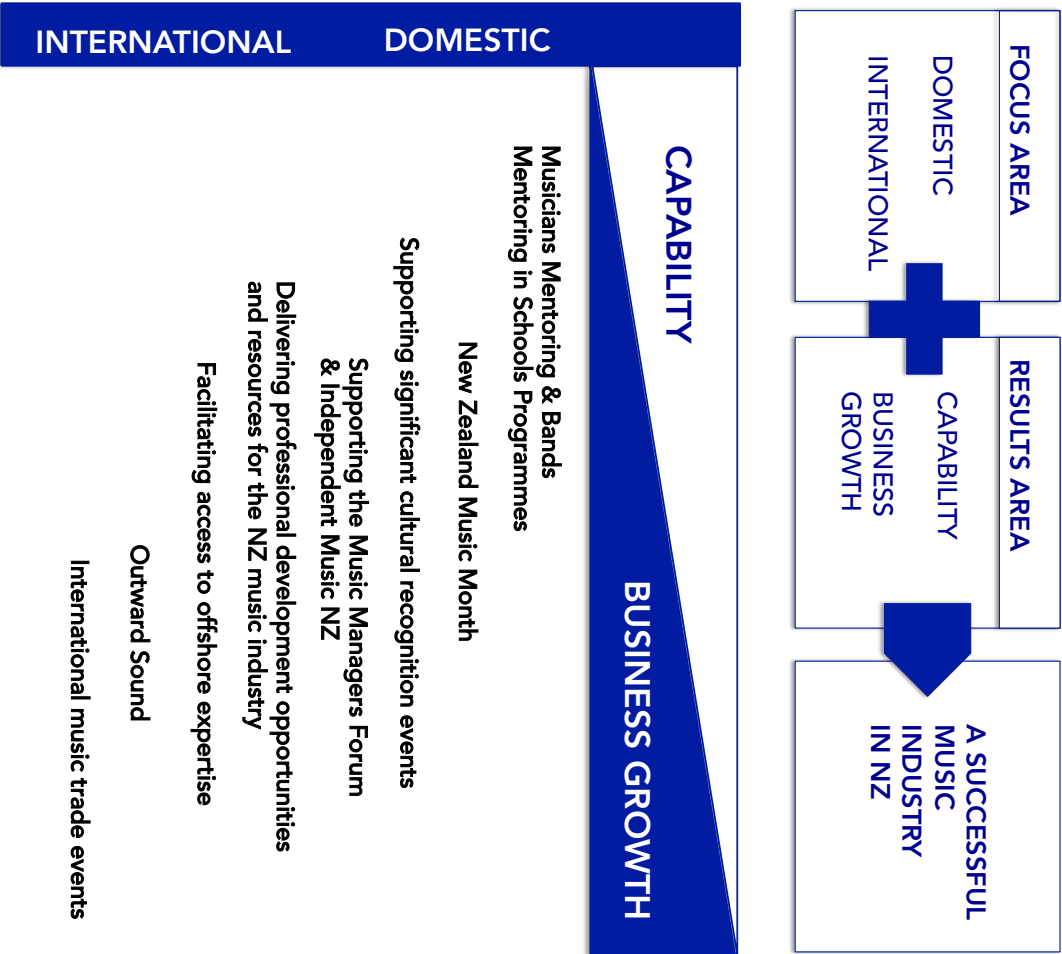 FOCUS AREA
DOMESTIC
INTERNATIONAL
RESULTS AREA
CAPABILITY
BUSINESS
GROWTH
A SUCCESSFUL
MUSIC
INDUSTRY
IN NZ
CAPABILITY
BUSINESS GROWTH
DOMESTIC
INTERNATIONAL
Musicians Mentoring & Bands
Mentoring in Schools Programmes
New Zealand Music Month
Supporting significant cultural recognition events
Supporting the Music Managers Forum
& Independent Music NZ
Delivering professional development opportunities
and resources for the NZ music industry
Facilitating access to offshore expertise
Outward Sound
International music trade events